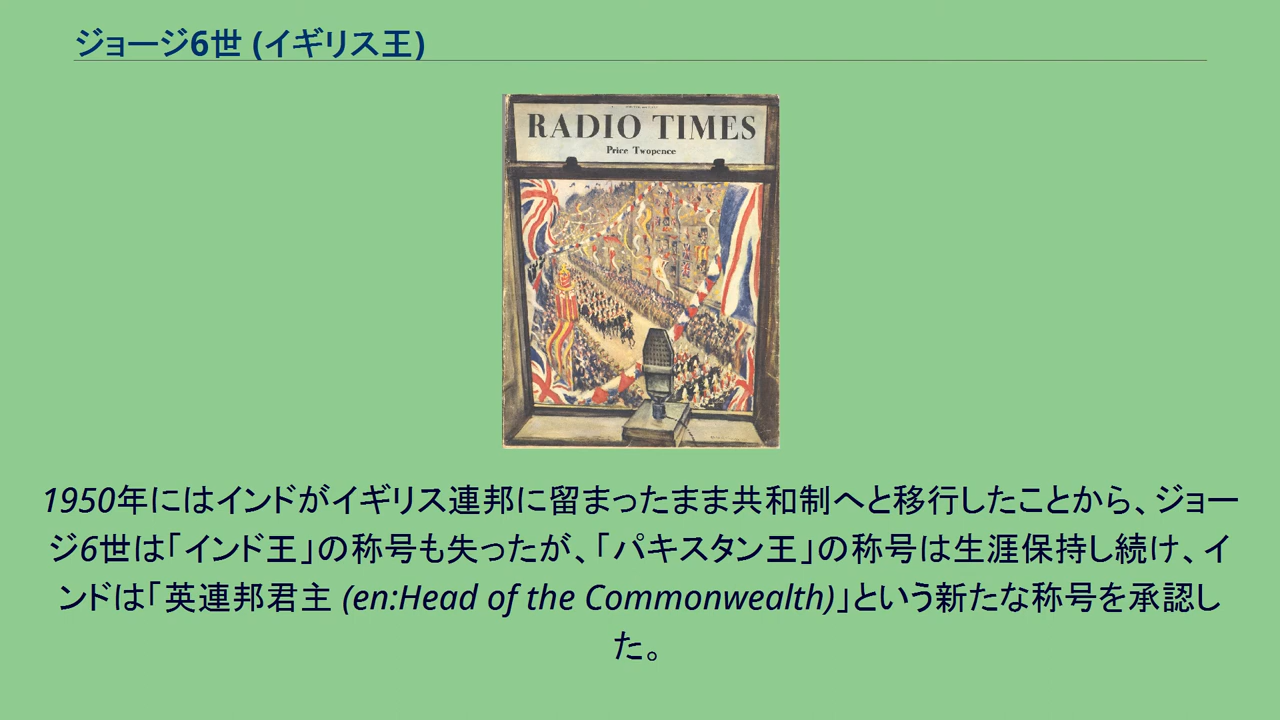 ジョージ6世 (イギリス王)
RADIO TIMES
Price Twopence
1950年にはインドがイギリス連邦に留まったまま共和制へと移行したことから、ジョー
ジ6世は「インド王」の称号も失ったが、「パキスタン王」の称号は生涯保持し続け、イ
ンドは「英連邦君主 (en:Head of the Commonwealth)」という新たな称号を承認し
た。